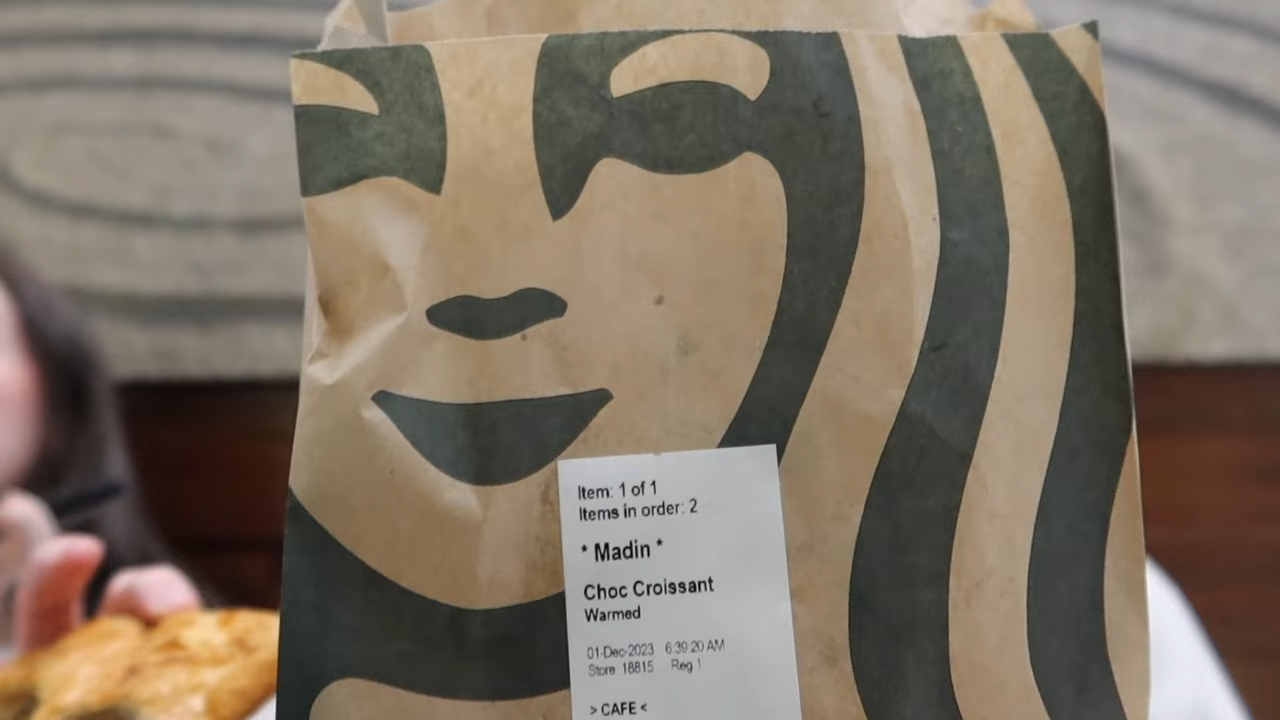 Item: 1 of 1
Items in order: 2
* Madin *
Choc Croissant
Warmed
01-Dec-2023 6:39:20 AM
Store: 18815 Reg 1
> CAFE <